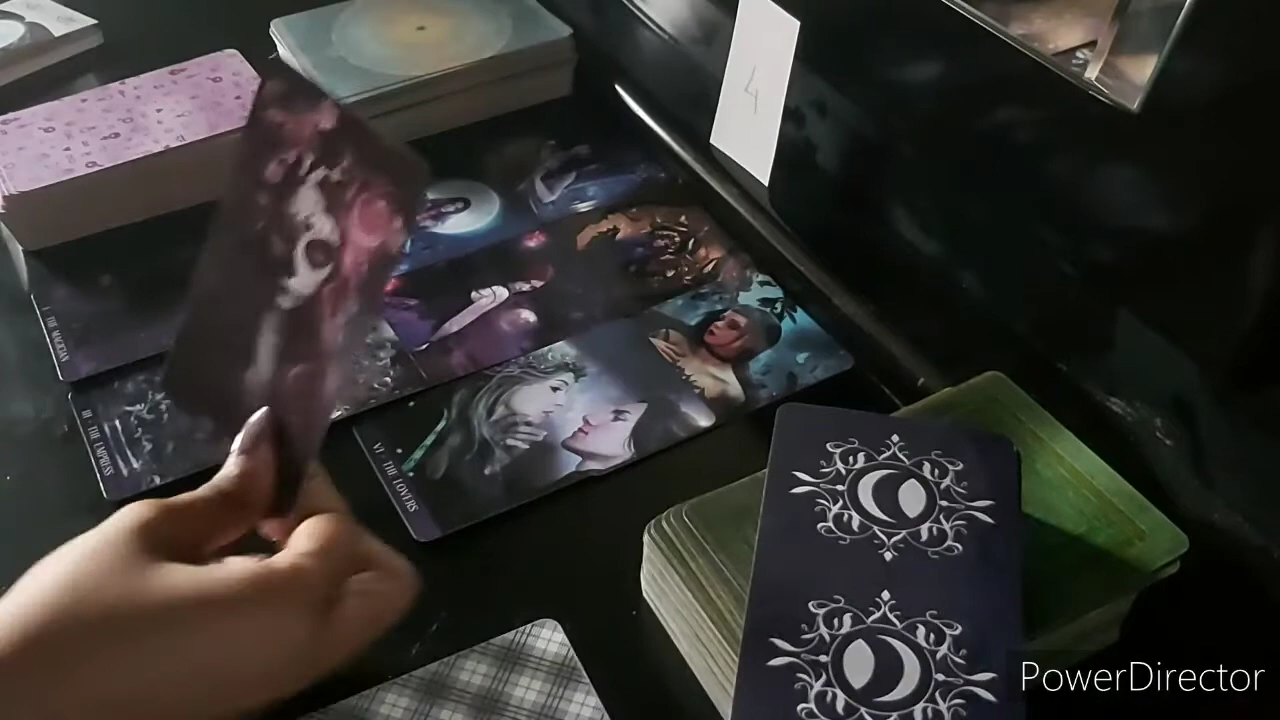 4
I · THE MAGICIAN
III · THE EMPRESS
VI · THE LOVERS
PowerDirector